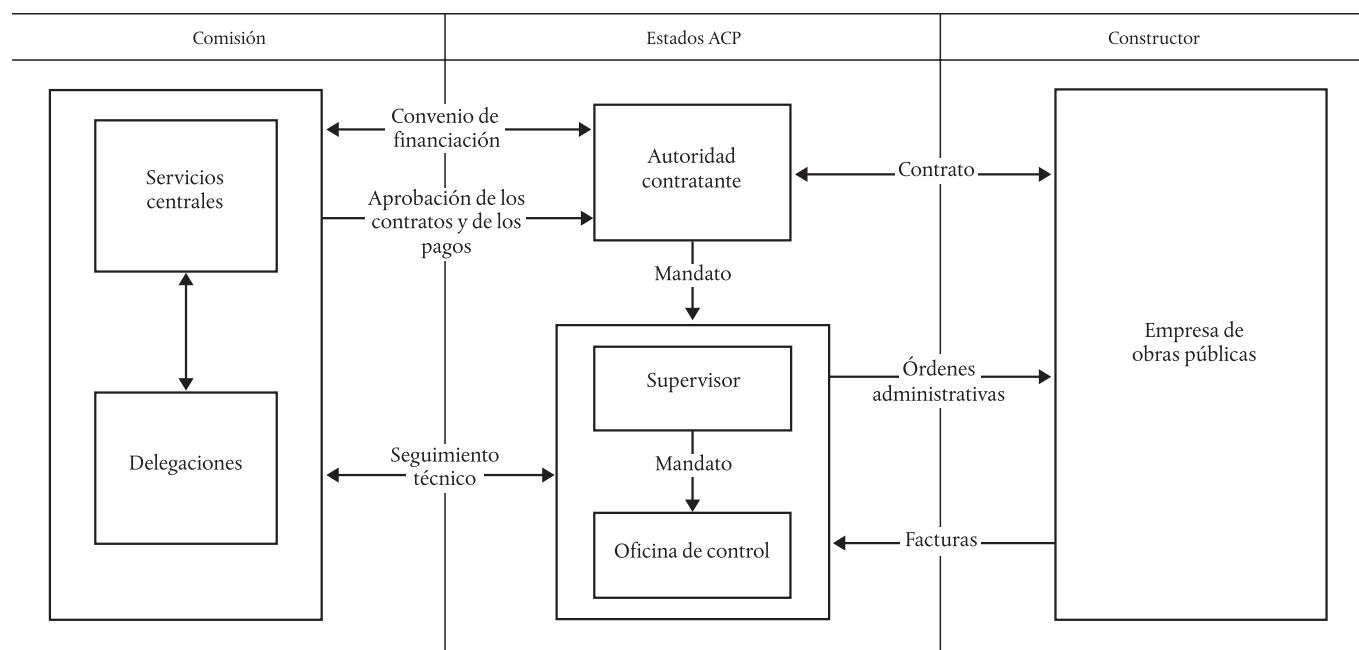 Comisión
Estados ACP
Constructor
Convenio de
financiación
Servicios
centrales
Autoridad
contratante
Contrato
Aprobación de los
contratos y de los
pagos
Mandato
Empresa de
obras públicas
Supervisor
Órdenes
administrativas
Delegaciones
Seguimiento
técnico
Mandato
Oficina de control
Facturas